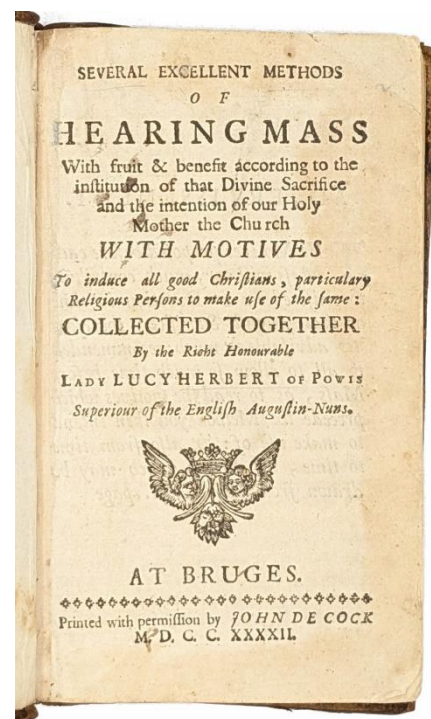 SEVERAL EXCELLENT METHODS
OF
HEARING MASS
With fruit & benefit according to the
inſtitution of that Divine Sacrifice
and the intention of our Holy
Mother the Church
WITH MOTIVES
To induce all good Chriſtians, particulary
Religious Perſons to make uſe of the ſame:
COLLECTED TOGETHER
By the Right Honourable
LADY LUCY HERBERT OF POWIS
Superiour of the Engliſh Auguſtin-Nuns.
AT BRUGES.
Printed with permiſſion by JOHN DE COCK
M. D. C. C. XXXXII.